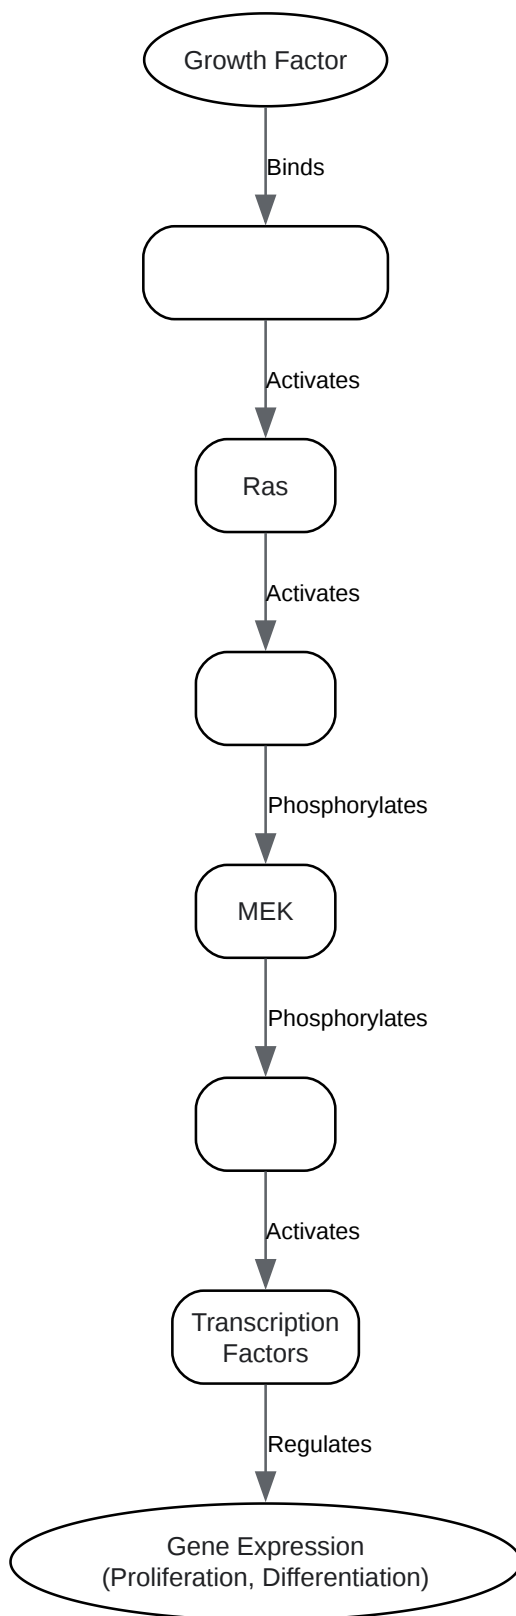 Growth Factor
Binds
Activates
Ras
Activates
Phosphorylates
MEK
Phosphorylates
Activates
Transcription
Factors
Regulates
Gene Expression
(Proliferation, Differentiation)